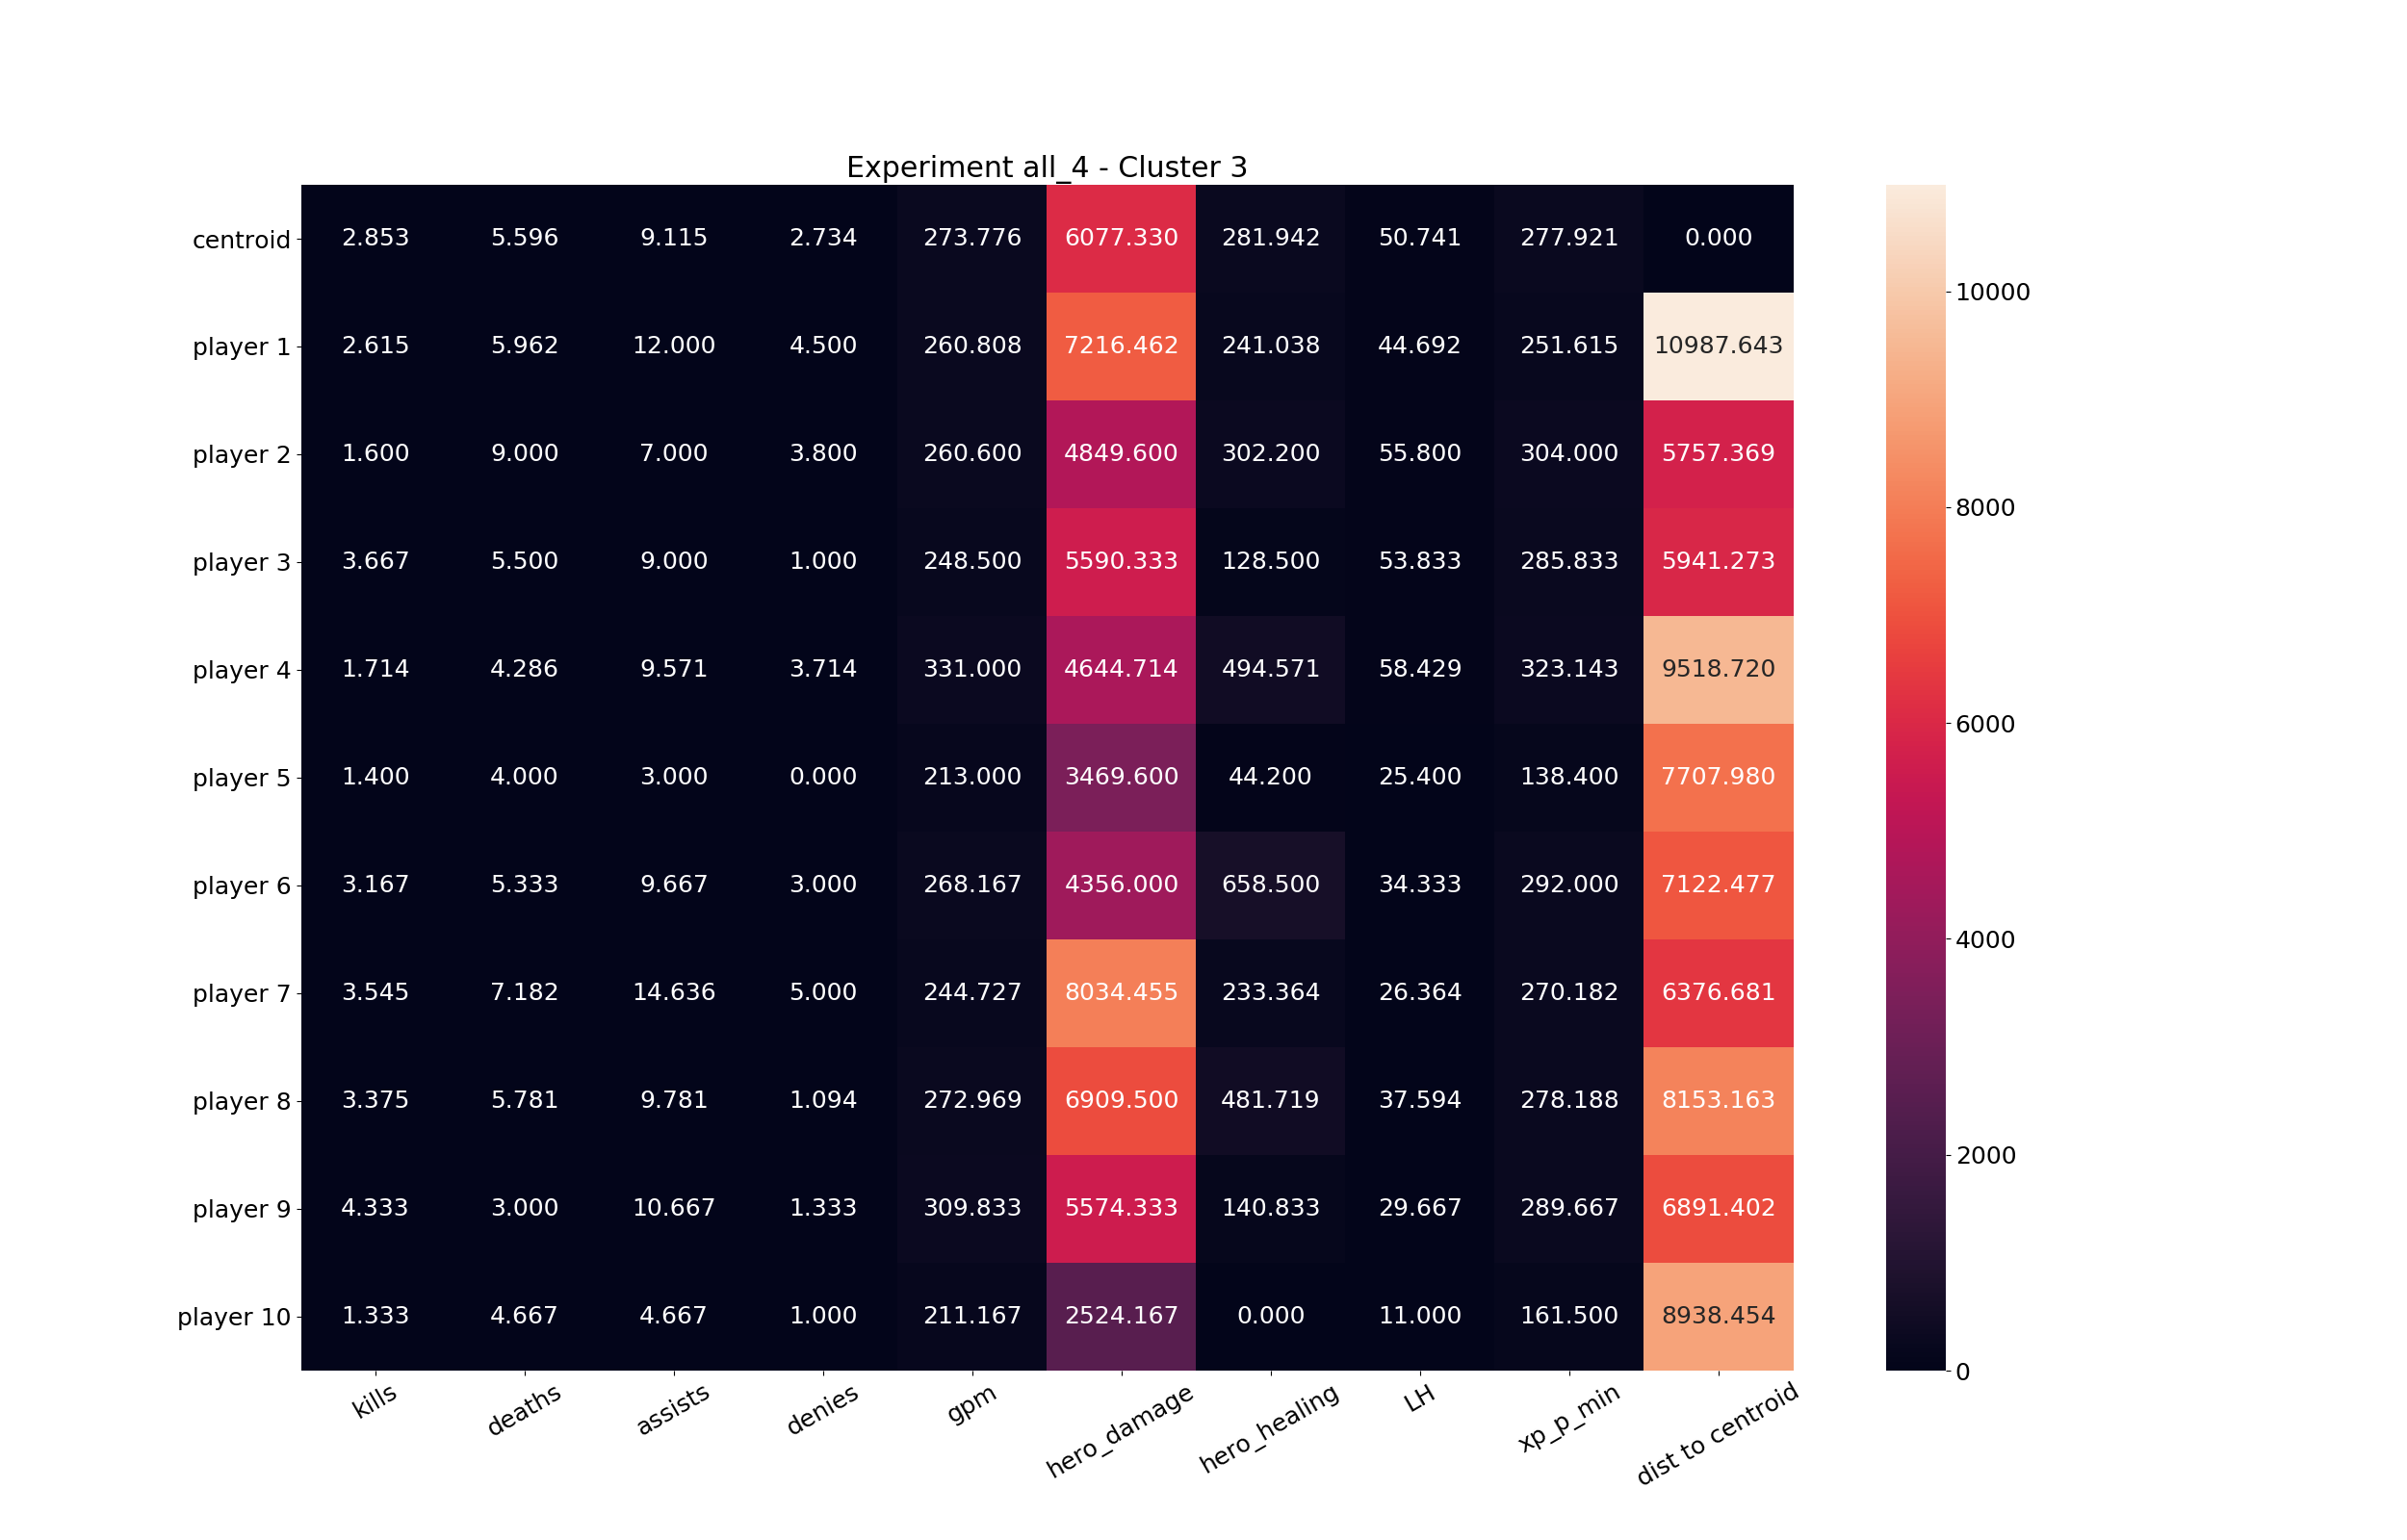 Experiment all_4 - Cluster 3
centroid 2.853 5.596 9.115 2.734 273.776 6077.330 281.942 50.741 277.921 0.000
player 1 2.615 5.962 12.000 4.500 260.808 7216.462 241.038 44.692 251.615 10987.643
player 2 1.600 9.000 7.000 3.800 260.600 4849.600 302.200 55.800 304.000 5757.369
player 3 3.667 5.500 9.000 1.000 248.500 5590.333 128.500 53.833 285.833 5941.273
player 4 1.714 4.286 9.571 3.714 331.000 4644.714 494.571 58.429 323.143 9518.720
player 5 1.400 4.000 3.000 0.000 213.000 3469.600 44.200 25.400 138.400 7707.980
player 6 3.167 5.333 9.667 3.000 268.167 4356.000 658.500 34.333 292.000 7122.477
player 7 3.545 7.182 14.636 5.000 244.727 8034.455 233.364 26.364 270.182 6376.681
player 8 3.375 5.781 9.781 1.094 272.969 6909.500 481.719 37.594 278.188 8153.163
player 9 4.333 3.000 10.667 1.333 309.833 5574.333 140.833 29.667 289.667 6891.402
player 10 1.333 4.667 4.667 1.000 211.167 2524.167 0.000 11.000 161.500 8938.454
kills deaths assists denies gpm hero_damage hero_healing LH xp_p_min dist to centroid
10000
8000
6000
4000
2000
0